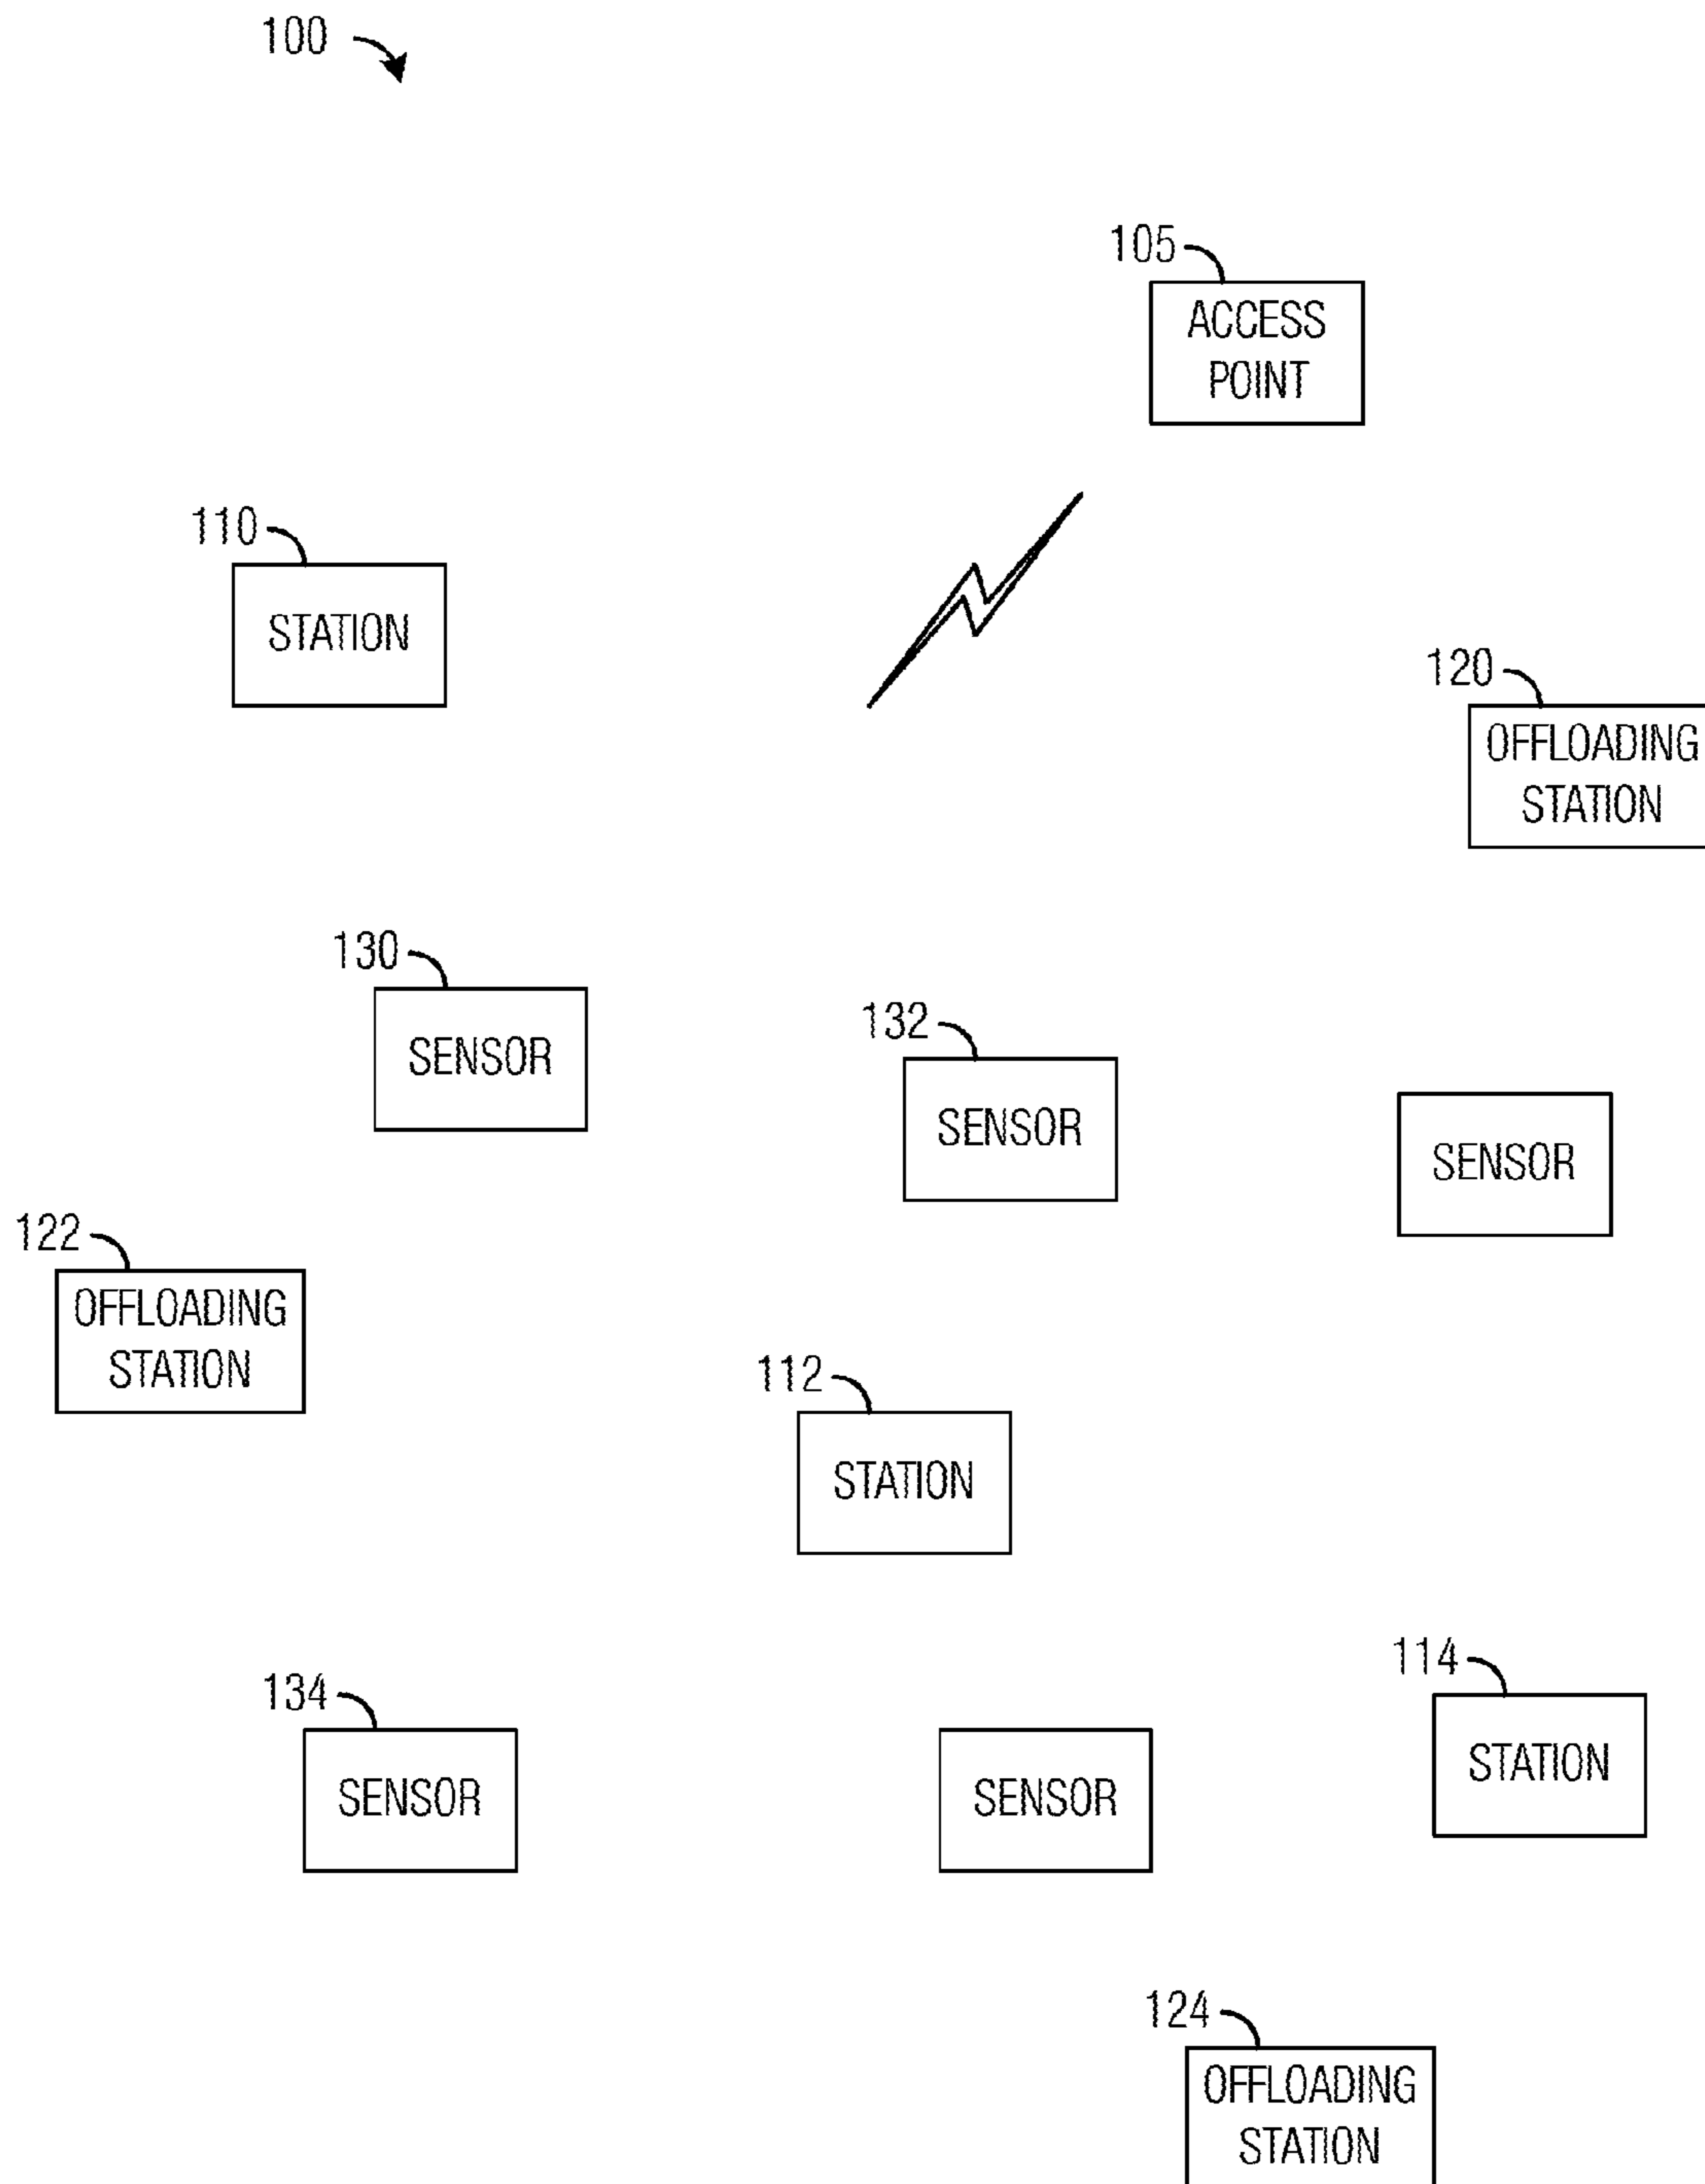 100
105
ACCESS
POINT
110
STATION
120
OFFLOADING
STATION
130
SENSOR
132
SENSOR
SENSOR
122
OFFLOADING
STATION
112
STATION
114
STATION
134
SENSOR
SENSOR
124
OFFLOADING
STATION